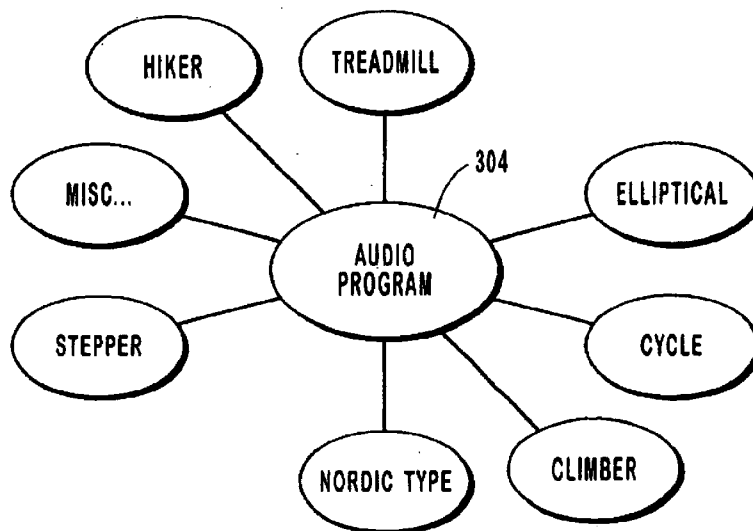 HIKER
TREADMILL
304
MISC...
ELLIPTICAL
AUDIO
PROGRAM
STEPPER
CYCLE
NORDIC TYPE
CLIMBER